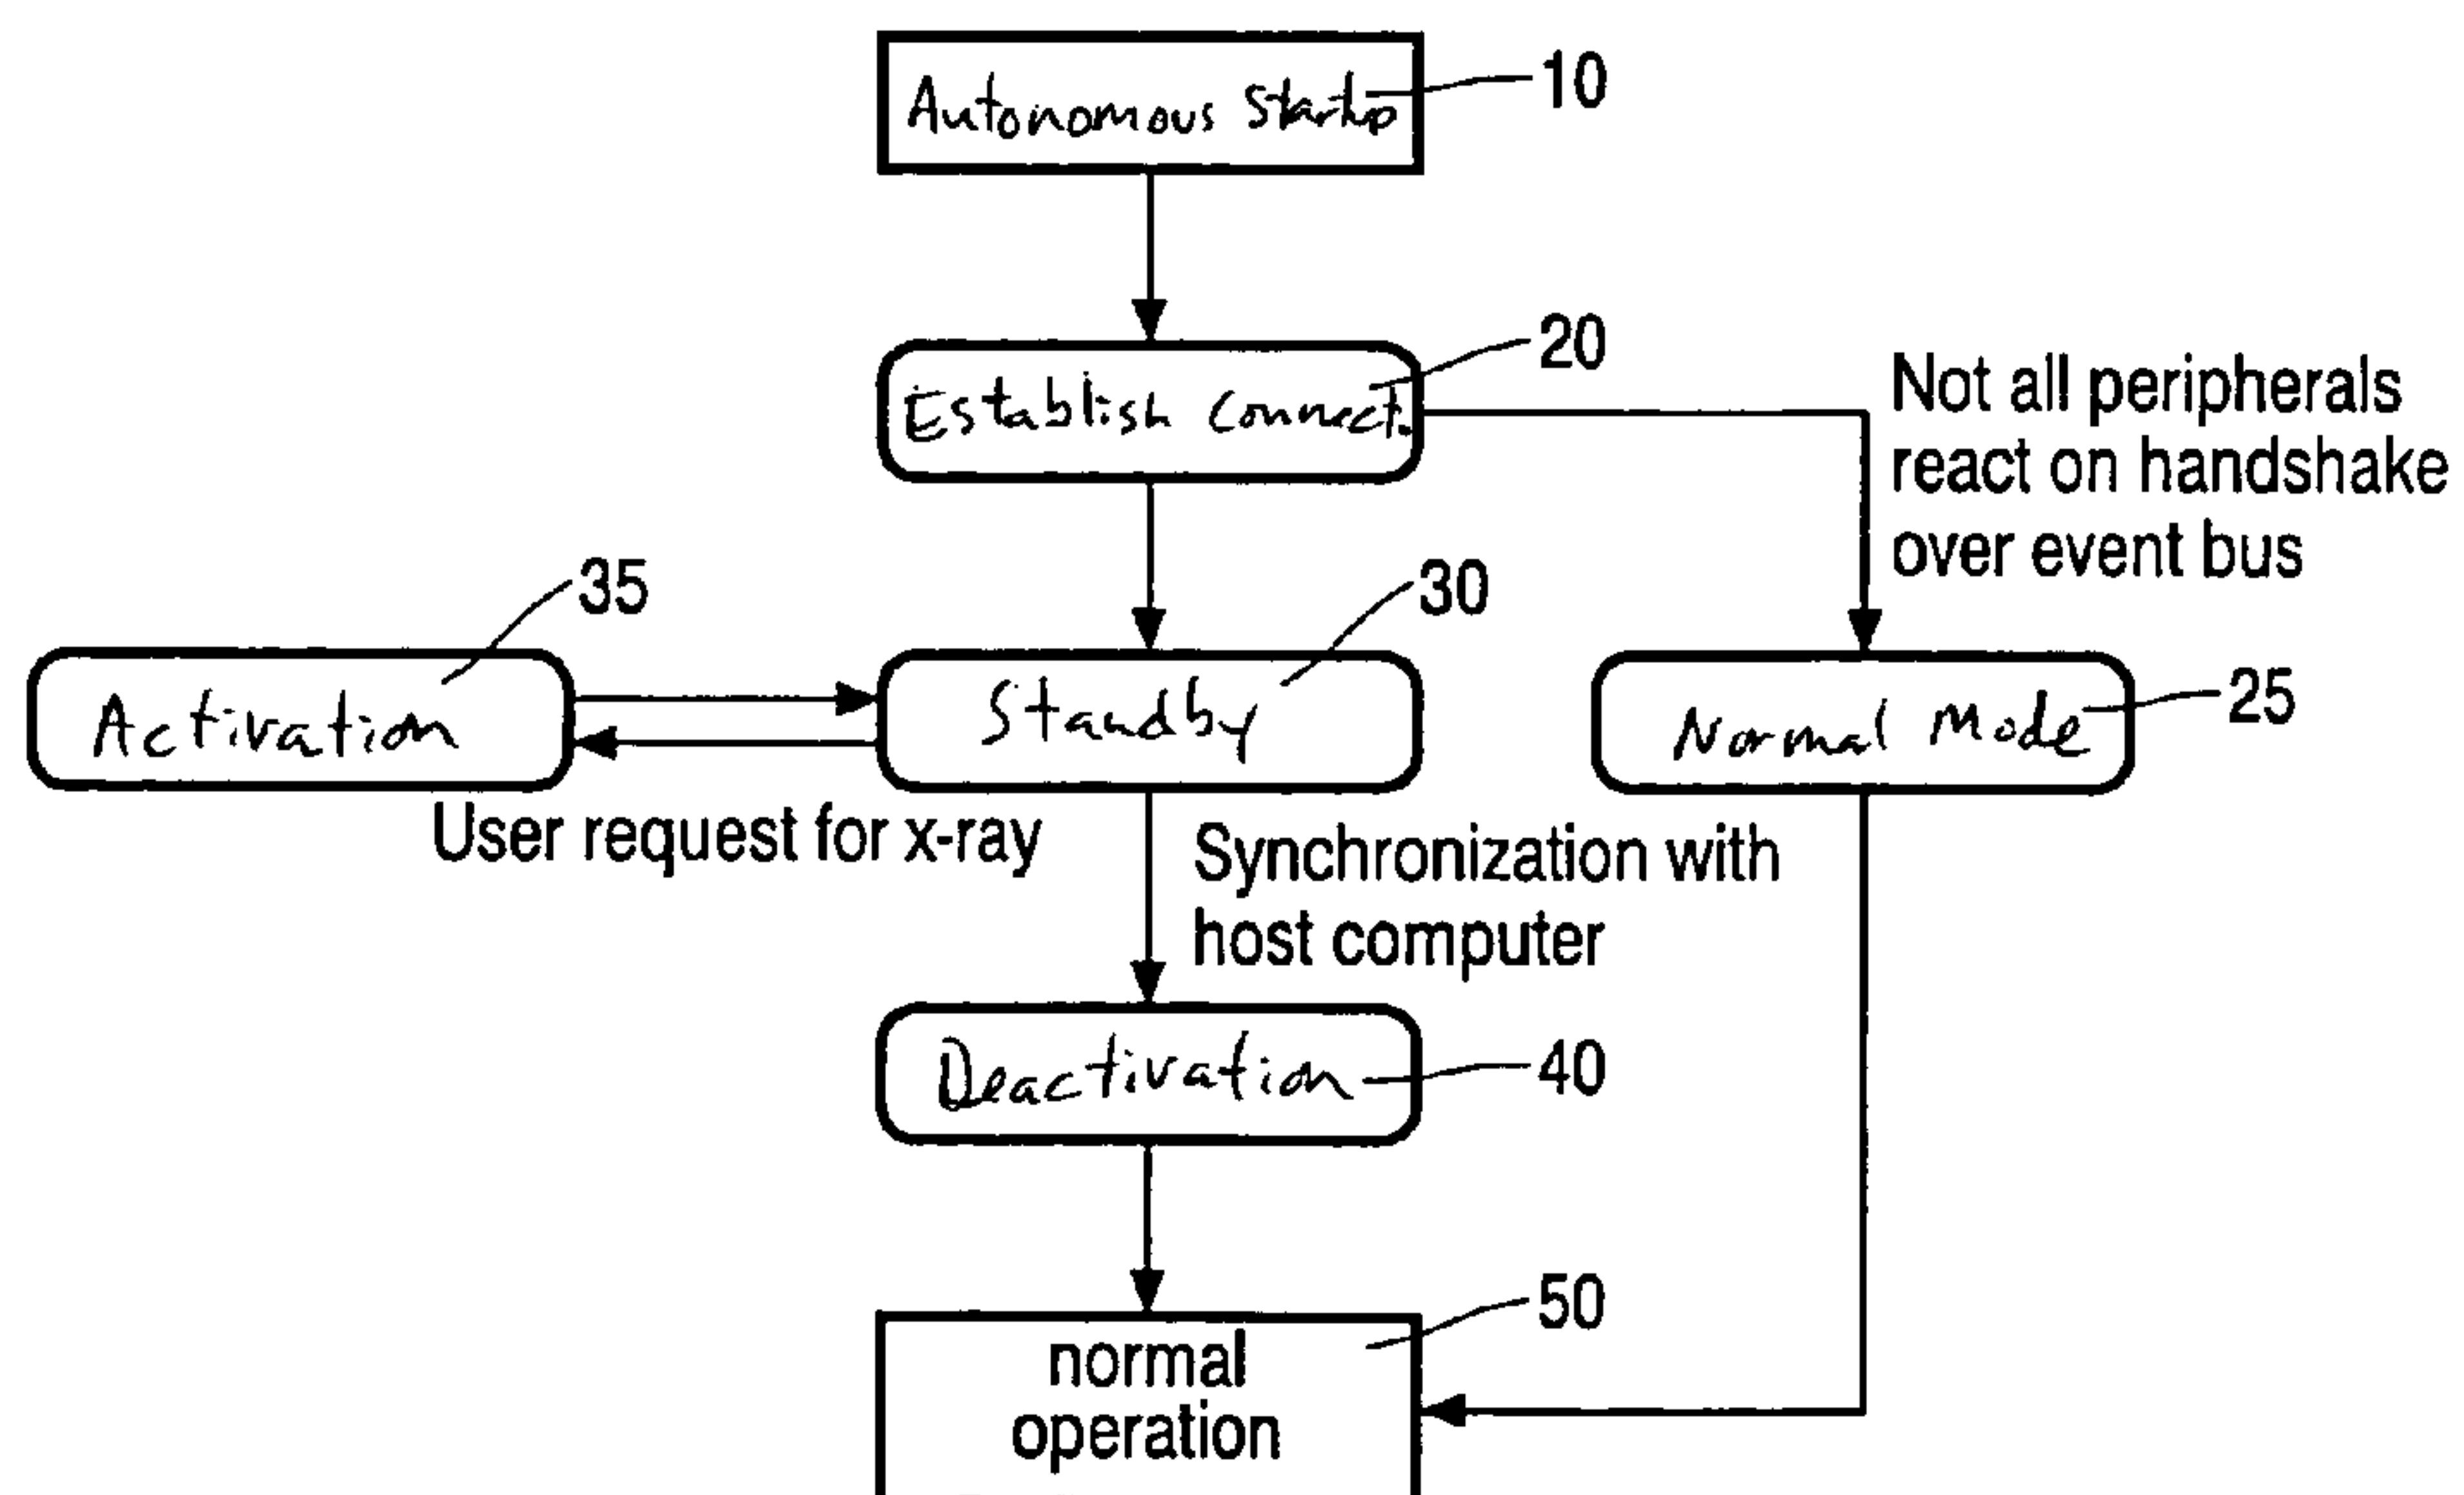 Autonomous Startup
10
Establish Connect.
20
Not all peripherals
react on handshake
over event bus
35
30
Activation
Standby
Normal Mode
25
User request for x-ray
Synchronization with
host computer
Deactivation
40
50
normal
operation